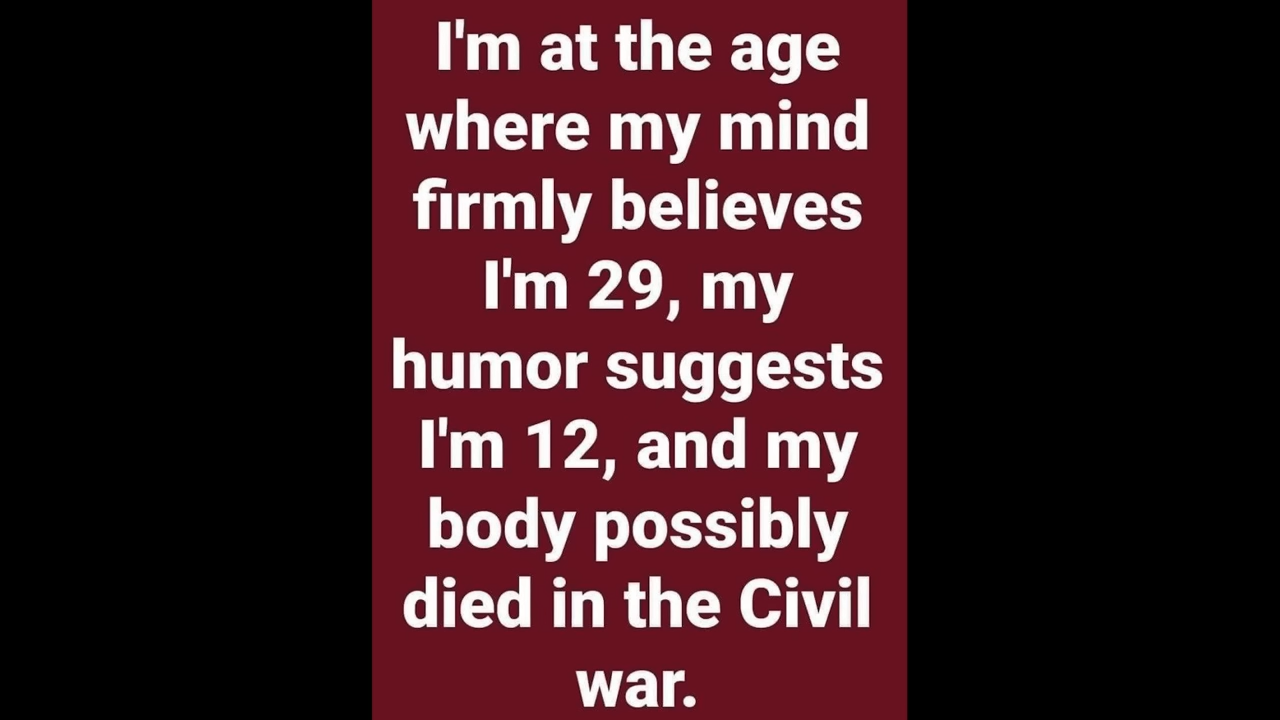 I'm at the age
where my mind
firmly believes
I'm 29, my
humor suggests
I'm 12, and my
body possibly
died in the Civil
war.